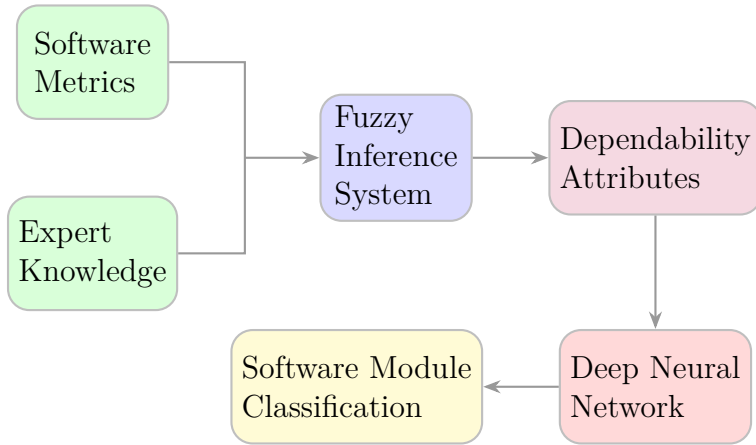 Software
Metrics
Expert
Knowledge
Fuzzy
Inference
System
Dependability
Attributes
Deep Neural
Network
Software Module
Classification